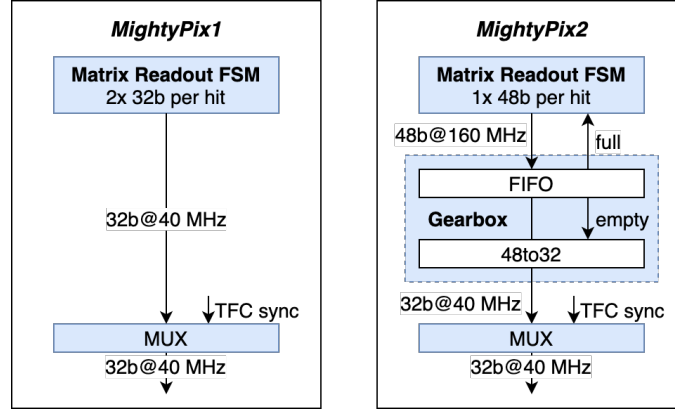 MightyPix1
Matrix Readout FSM
2x 32b per hit
32b@40 MHz
TFC sync
MUX
32b@40 MHz
MightyPix2
Matrix Readout FSM
1x 48b per hit
48b@160 MHz
full
FIFO
Gearbox
empty
48to32
32b@40 MHz
TFC sync
MUX
32b@40 MHz